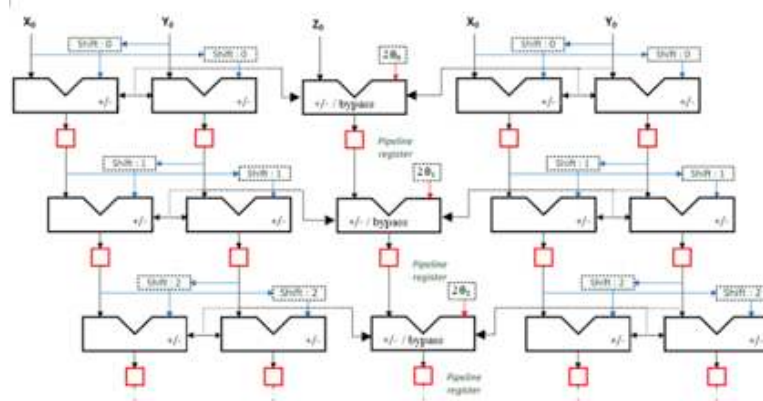 X₀ Y₀ Z₀ X₀ Y₀
Shift : 0 Shift : 0
Shift : 0 2θ₀ Shift : 0
+/- +/- +/- / bypass +/- +/-
Pipeline
register
Shift : 1 Shift : 1
Shift : 1 2θ₁ Shift : 1
+/- +/- +/- / bypass +/- +/-
Pipeline
register
Shift : 2 Shift : 2
Shift : 2 2θ₂ Shift : 2
+/- +/- +/- / bypass +/- +/-
Pipeline
register